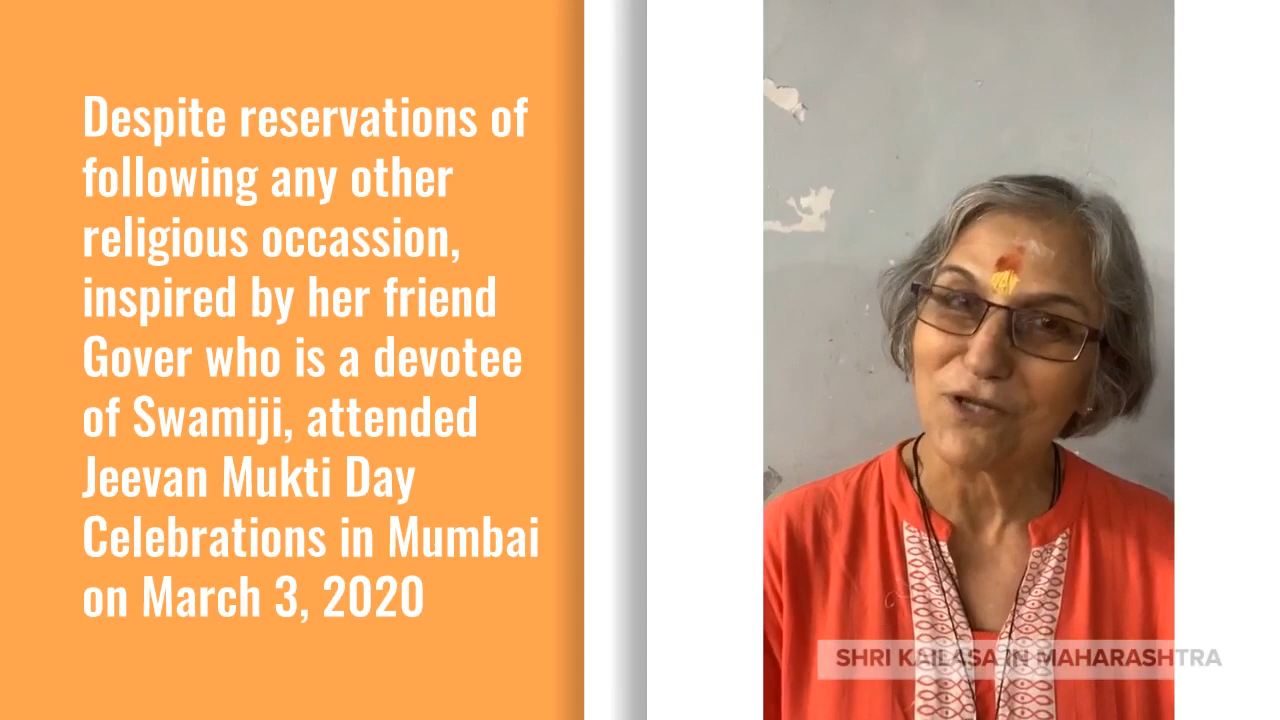 Despite reservations of
following any other
religious occassion,
inspired by her friend
Gover who is a devotee
of Swamiji, attended
Jeevan Mukti Day
Celebrations in Mumbai
on March 3, 2020
SHRI KAILASA IN MAHARASHTRA